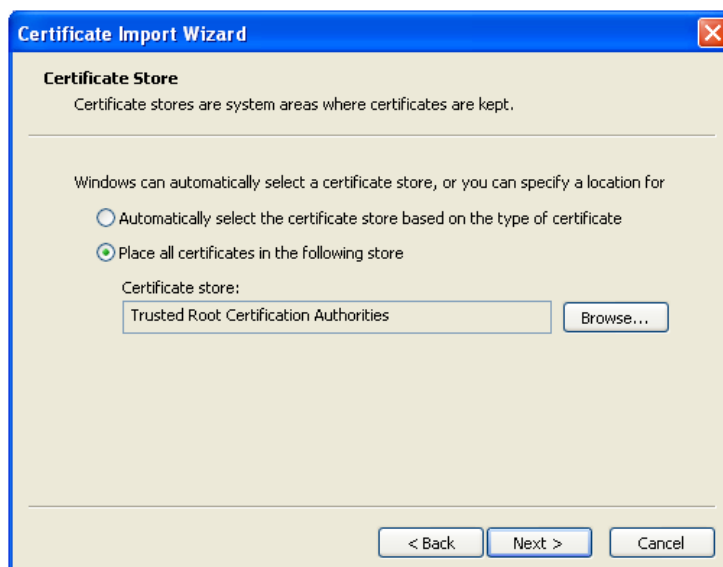 Certificate Import Wizard
Certificate Store
Certificate stores are system areas where certificates are kept.
Windows can automatically select a certificate store, or you can specify a location for
Automatically select the certificate store based on the type of certificate
Place all certificates in the following store
Certificate store:
Trusted Root Certification Authorities
Browse...
< Back
Next >
Cancel